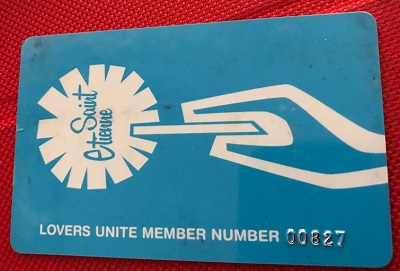 Saint
Etienne
LOVERS UNITE MEMBER NUMBER 00827